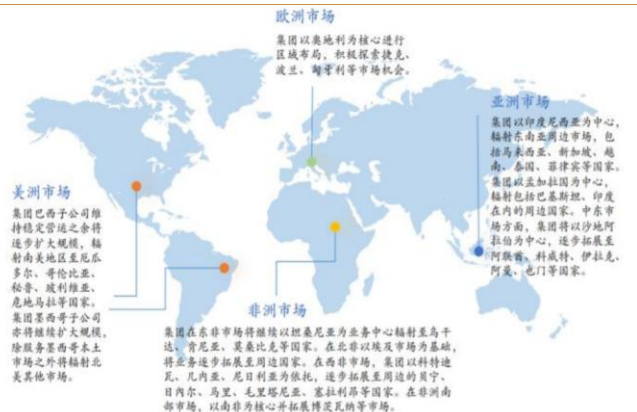 欧洲市场
集团以奥地利为核心进行
区域布局，积极探索捷克、
波兰、匈牙利等市场机会。
亚洲市场
集团以印度尼西亚为中心，
辐射东南亚周边市场，包
括马来西亚、新加坡、越
南、泰国、菲律宾等国家。
集团以孟加拉国为中心，
辐射包括巴基斯坦、印度
在内的周边国家。中东市
场方面，集团将以沙地阿
拉伯为中心，逐步拓展至
阿联酋、科威特、伊拉克、
阿曼、也门等国家。
美洲市场
集团巴西子公司维
持稳定营运之余将
逐步扩大规模，辐
射南美地区至厄瓜
多尔、哥伦比亚、
秘鲁、玻利维亚、
危地马拉等国家。
集团墨西哥子公司
亦将继续扩大规模，
除服务墨西哥本土
市场之外将辐射北
美其他市场。
非洲市场
集团在东非市场将继续以坦桑尼亚为业务中心辐射至乌干
达、肯尼亚、莫桑比克等国家。在北非以埃及市场为基础，
将业务逐步拓展至周边国家。在西非市场，集团以科特迪
瓦、几内亚、尼日利亚为依托，逐步拓展至周边的贝宁、
日内尔、马里、毛里塔尼亚、塞拉利昂等国家。在非洲南
部市场，以南非为核心并拓展博茨瓦纳等市场。